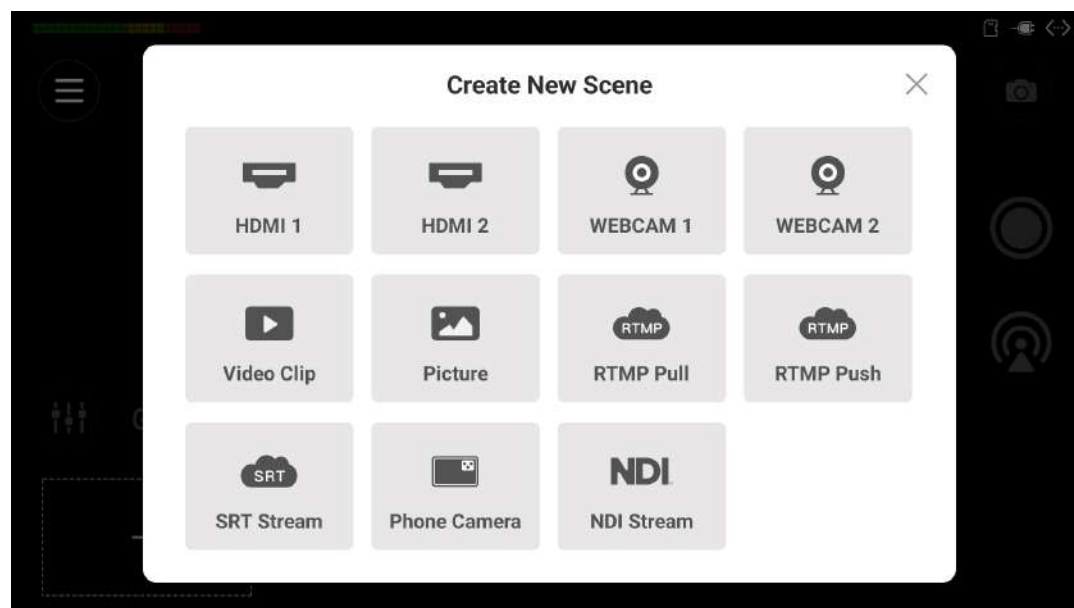 Create New Scene
HDMI 1
HDMI 2
WEBCAM 1
WEBCAM 2
Video Clip
Picture
RTMP
RTMP Pull
RTMP
RTMP Push
SRT
SRT Stream
Phone Camera
NDI
NDI Stream